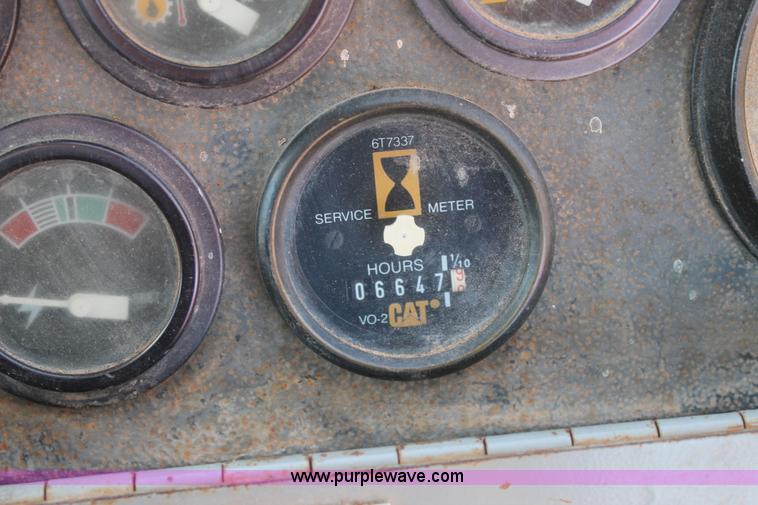 6T7337
SERVICE METER
HOURS 1/10
06647
VO-2 CAT
www.purplewave.com